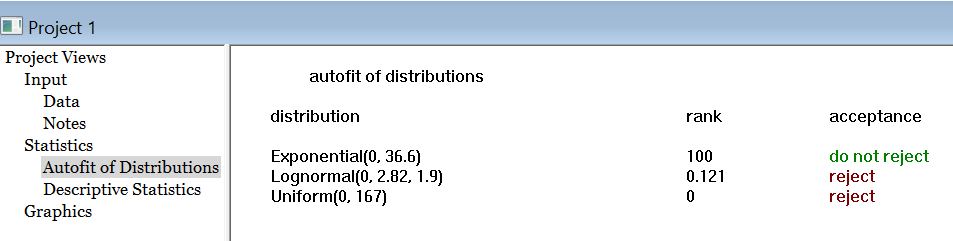 Project 1
Project Views
Input
Data
Notes
Statistics
Autofit of Distributions
Descriptive Statistics
Graphics
autofit of distributions
distribution rank acceptance
Exponential(0, 36.6) 100 do not reject
Lognormal(0, 2.82, 1.9) 0.121 reject
Uniform(0, 167) 0 reject